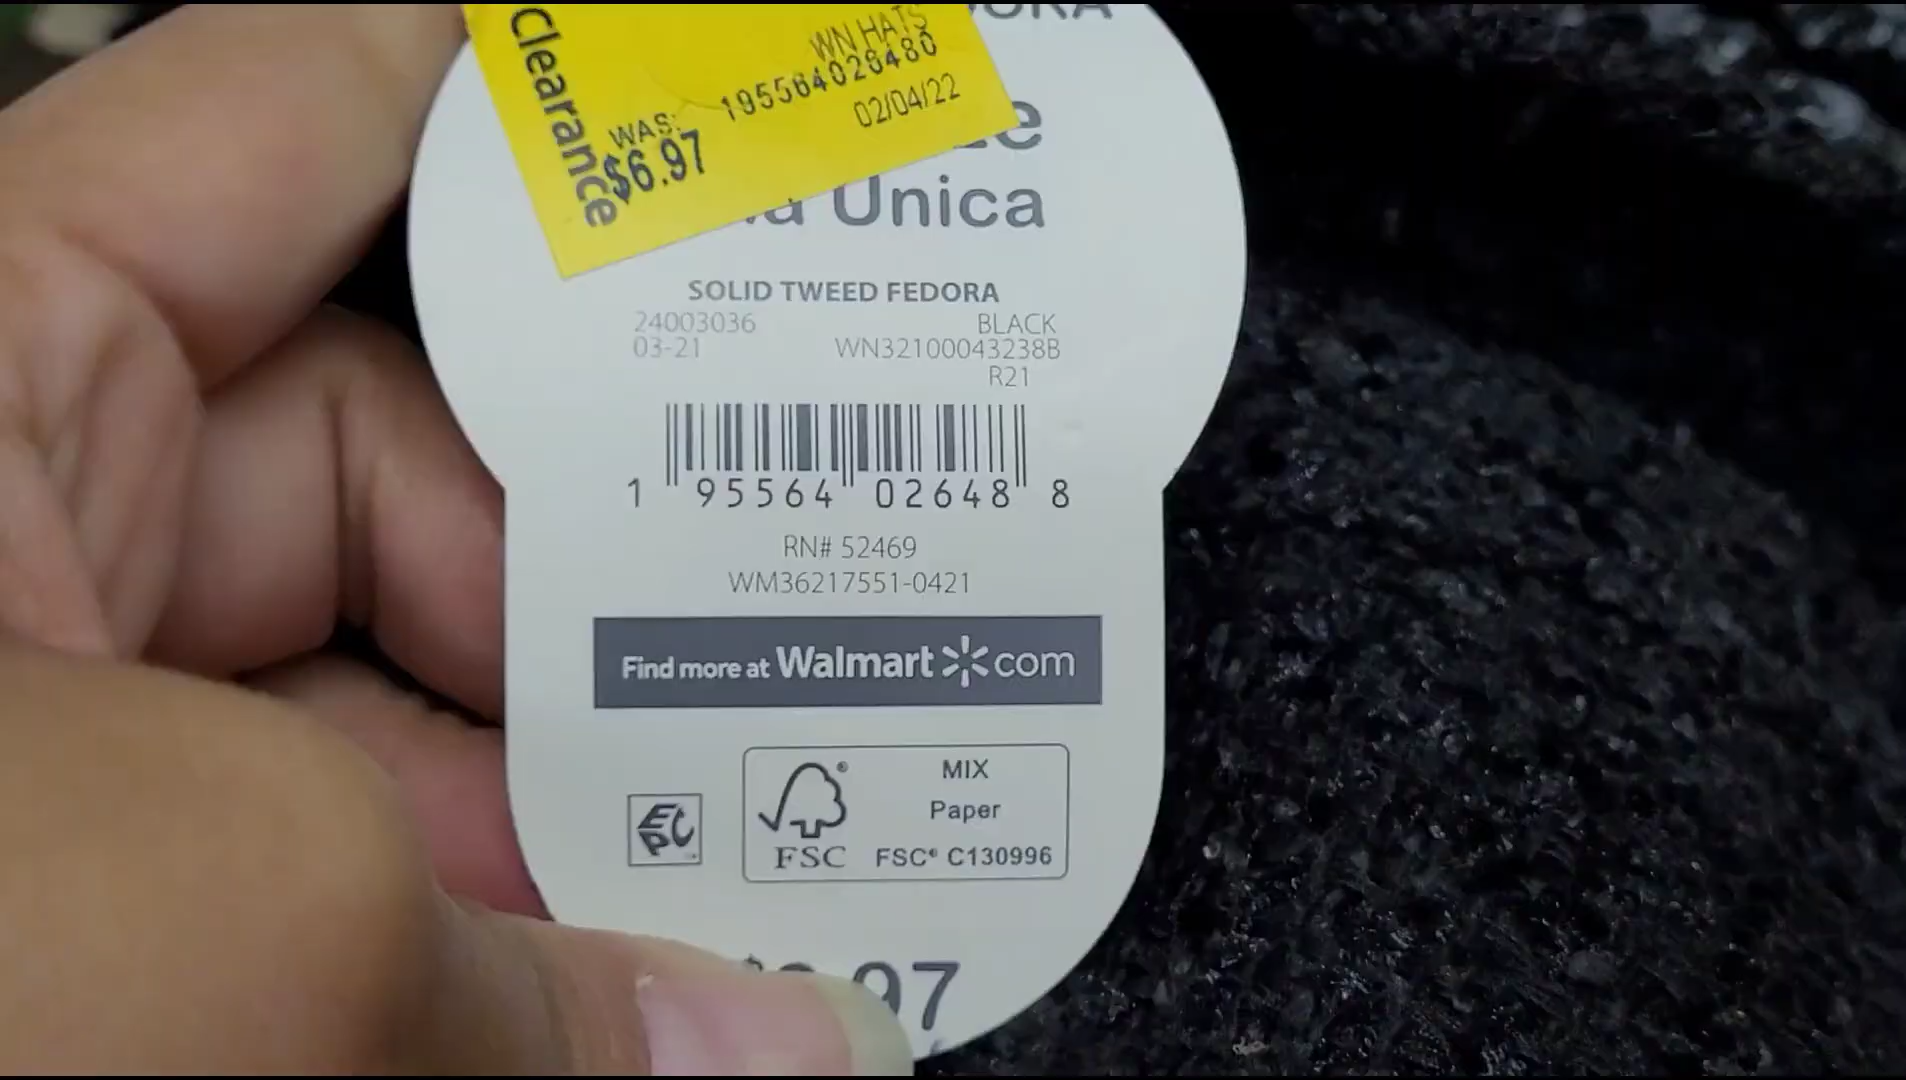 Clearance
WN HATS
195564026480
02/04/22
WAS:
$6.97
Unica
SOLID TWEED FEDORA
24003036 BLACK
03-21 WN32100043238B
R21
1 95564 02648 8
RN# 52469
WM36217551-0421
Find more at Walmart com
EPC
MIX
Paper
FSC FSC® C130996
97